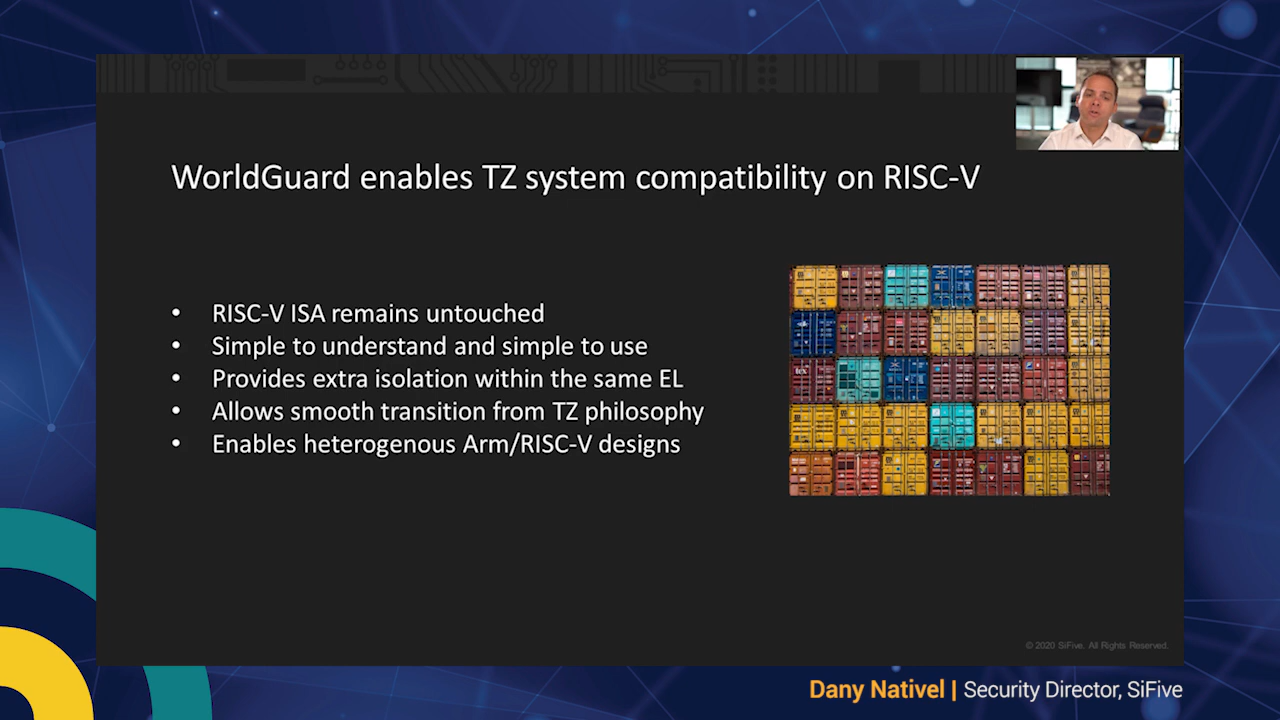 WorldGuard enables TZ system compatibility on RISC-V
• RISC-V ISA remains untouched
• Simple to understand and simple to use
• Provides extra isolation within the same EL
• Allows smooth transition from TZ philosophy
• Enables heterogenous Arm/RISC-V designs
© 2020 SiFive. All Rights Reserved.
Dany Nativel | Security Director, SiFive